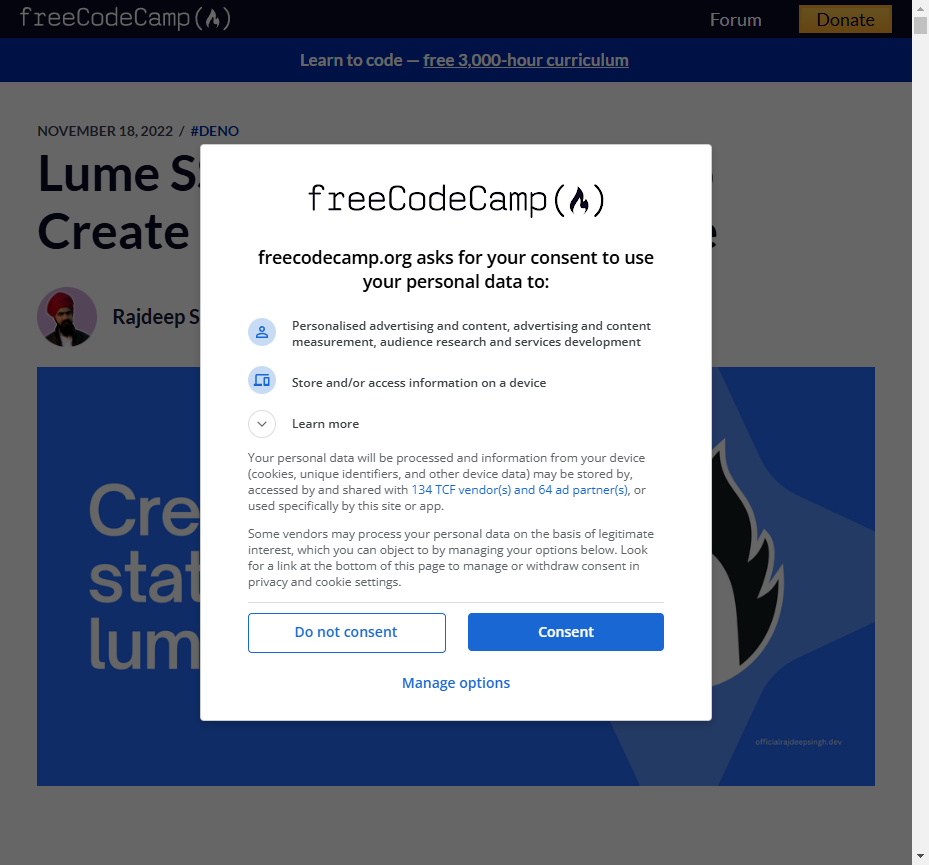 freeCodeCamp
Forum
Donate
Learn to code — free 3,000-hour curriculum
NOVEMBER 18, 2022 / #DENO
Lume
Create
Rajdeep
freeCodeCamp
freecodecamp.org asks for your consent to use
your personal data to:
Personalised advertising and content, advertising and content
measurement, audience research and services development
Store and/or access information on a device
Learn more
Your personal data will be processed and information from your device
(cookies, unique identifiers, and other device data) may be stored by,
accessed by and shared with 134 TCF vendor(s) and 64 ad partner(s), or
used specifically by this site or app.
Some vendors may process your personal data on the basis of legitimate
interest, which you can object to by managing your options below. Look
for a link at the bottom of this page to manage or withdraw consent in
privacy and cookie settings.
Do not consent
Consent
Manage options
Cre
stat
lum
officialrajdeepsingh.dev